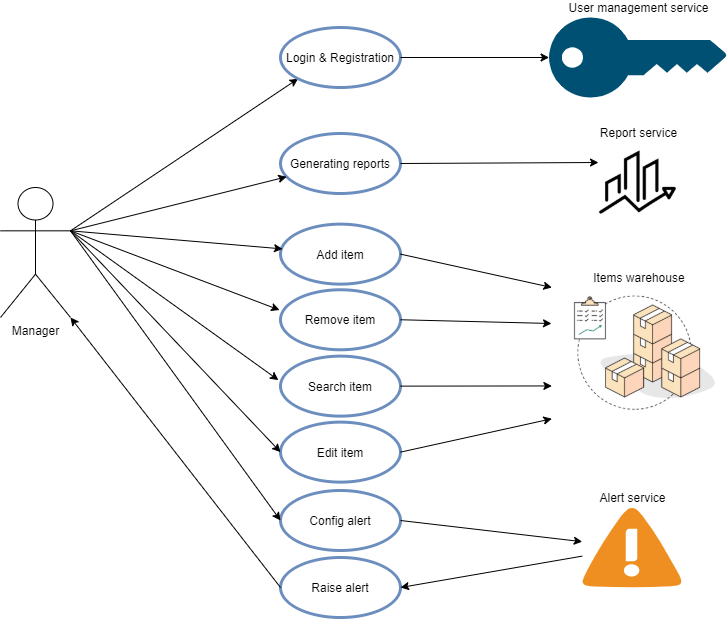 User management service
Login & Registration
Report service
Generating reports
Add item
Items warehouse
Remove item
Manager
Search item
Edit item
Alert service
Config alert
Raise alert